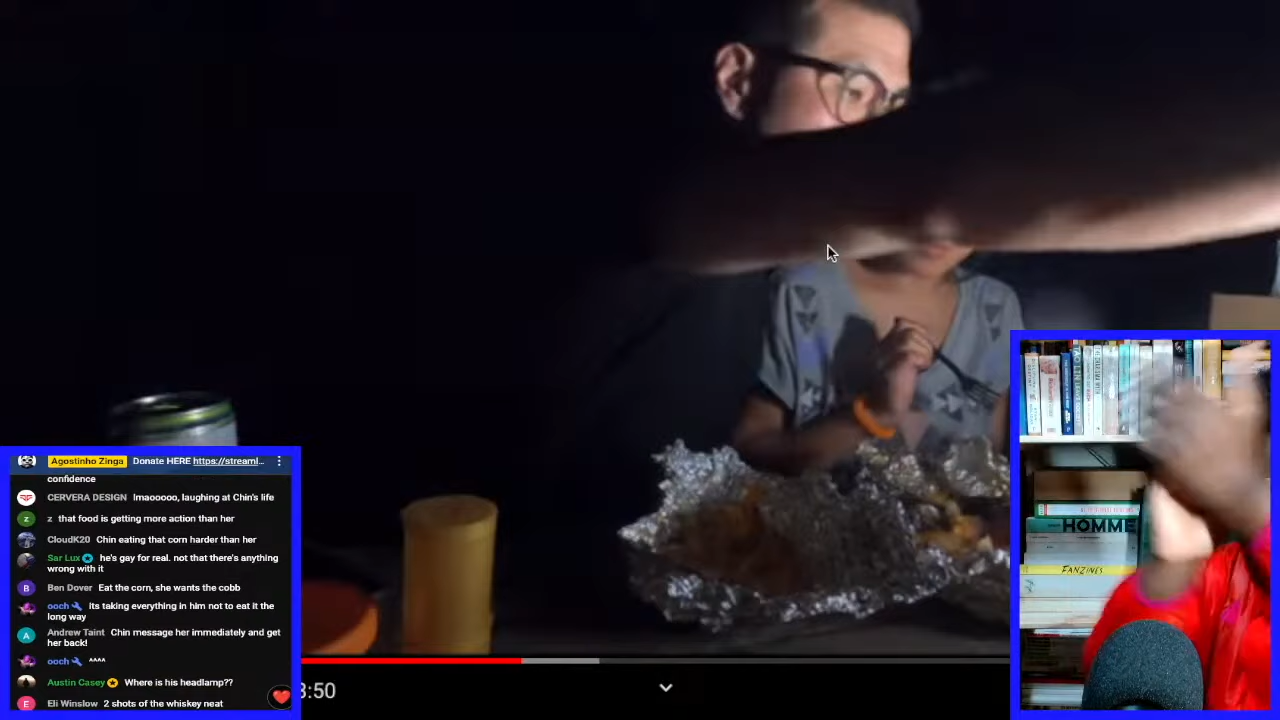 Agostinho Zinga Donate HERE https://streaml...
confidence
CERVERA DESIGN lmaooooo, laughing at Chin's life
z that food is getting more action than her
CloudK20 Chin eating that corn harder than her
Sar Lux he's gay for real. not that there's anything
wrong with it
Ben Dover Eat the corn, she wants the cobb
ooch Its taking everything in him not to eat it the
long way
Andrew Taint Chin message her immediately and get
her back!
ooch ^^^^
Austin Casey Where is his headlamp??
Eli Winslow 2 shots of the whiskey neat
3:50
HOMME
FANZINES